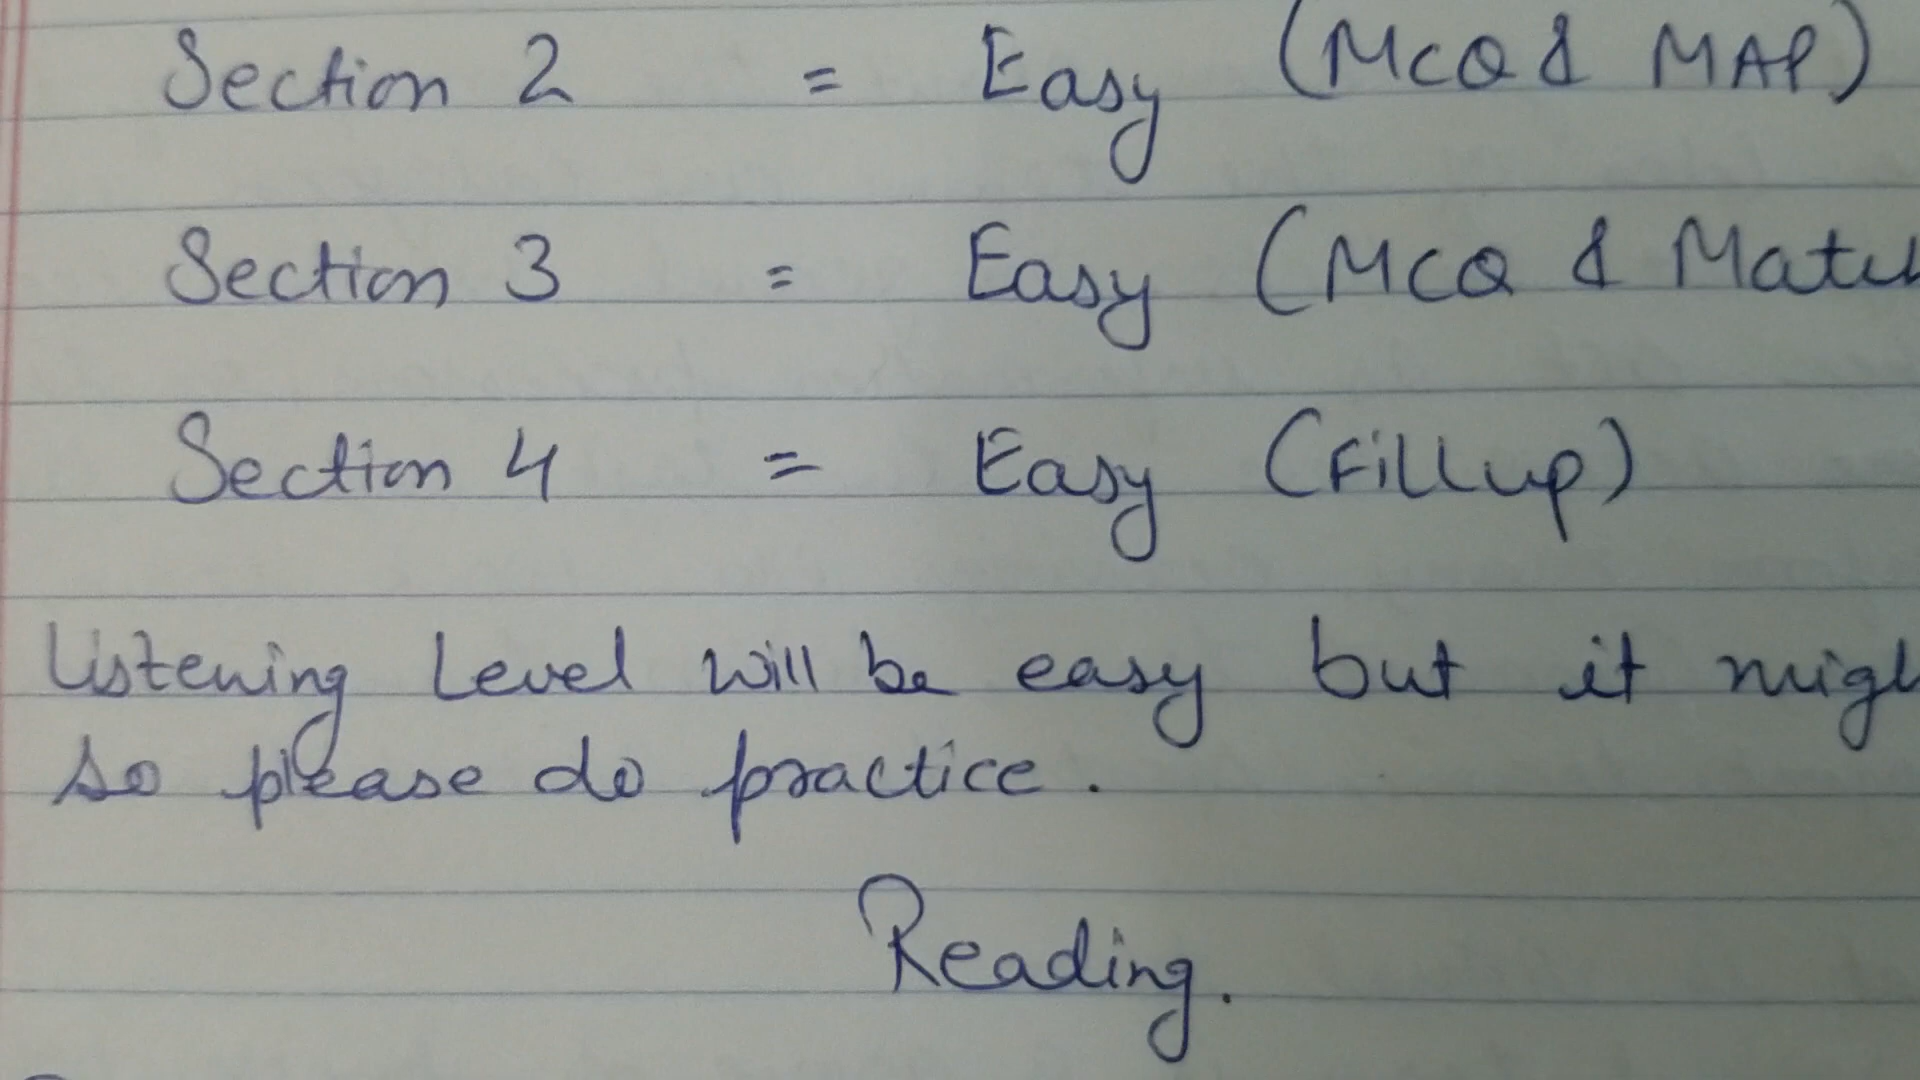 Section 2 = Easy (MCQ & MAP)
Section 3 = Easy (MCQ & Match
Section 4 = Easy (Fillup)
Listening Level will be easy but it migh
so please do practice.
Reading.